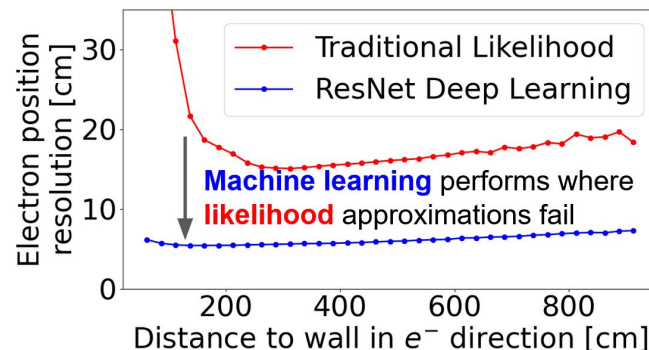 Electron position
resolution [cm]
30
20
10
0
Traditional Likelihood
ResNet Deep Learning
Machine learning performs where
likelihood approximations fail
200
400
600
800
Distance to wall in e⁻ direction [cm]